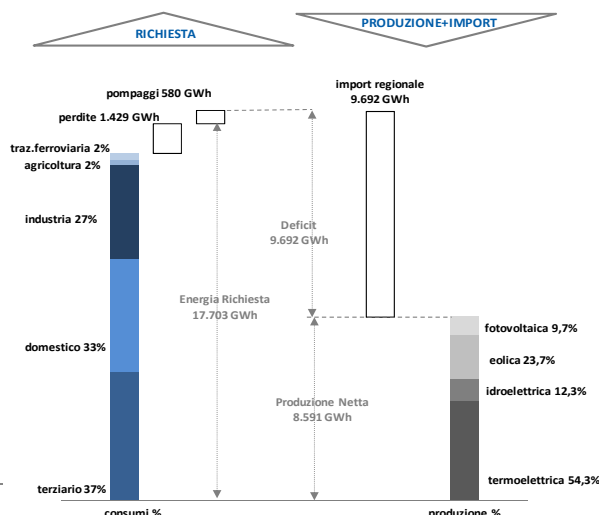 RICHIESTA
PRODUZIONE+IMPORT
pompaggi 580 GWh
import regionale
9.692 GWh
perdite 1.429 GWh
traz.ferroviaria 2%
agricoltura 2%
industria 27%
Deficit
9.692 GWh
Energia Richiesta
17.703 GWh
fotovoltaica 9,7%
domestico 33%
eolica 23,7%
idroelettrica 12,3%
Produzione Netta
8.591 GWh
terziario 37%
termoelettrica 54,3%
consumi %
produzione %